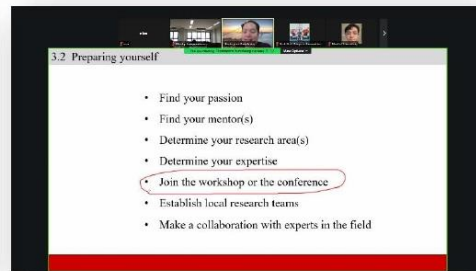 3.2 Preparing yourself
• Find your passion
• Find your mentor(s)
• Determine your research area(s)
• Determine your expertise
• Join the workshop or the conference
• Establish local research teams
• Make a collaboration with experts in the field